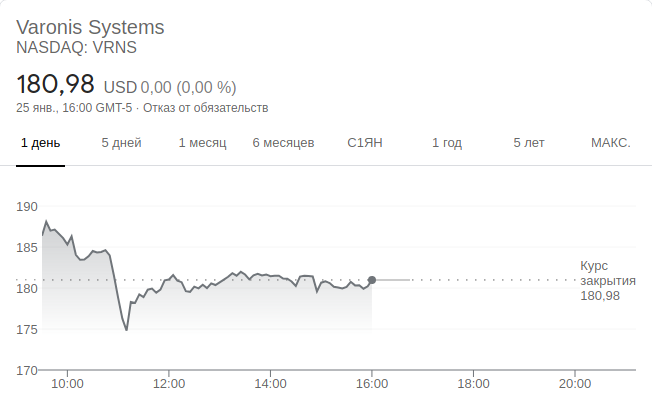 Varonis Systems
NASDAQ: VRNS
180,98 USD 0,00 (0,00 %)
25 янв., 16:00 GMT-5 · Отказ от обязательств
1 день 5 дней 1 месяц 6 месяцев С1ЯН 1 год 5 лет МАКС.
190
185
180
175
170
Курс
закрытия
180,98
10:00 12:00 14:00 16:00 18:00 20:00